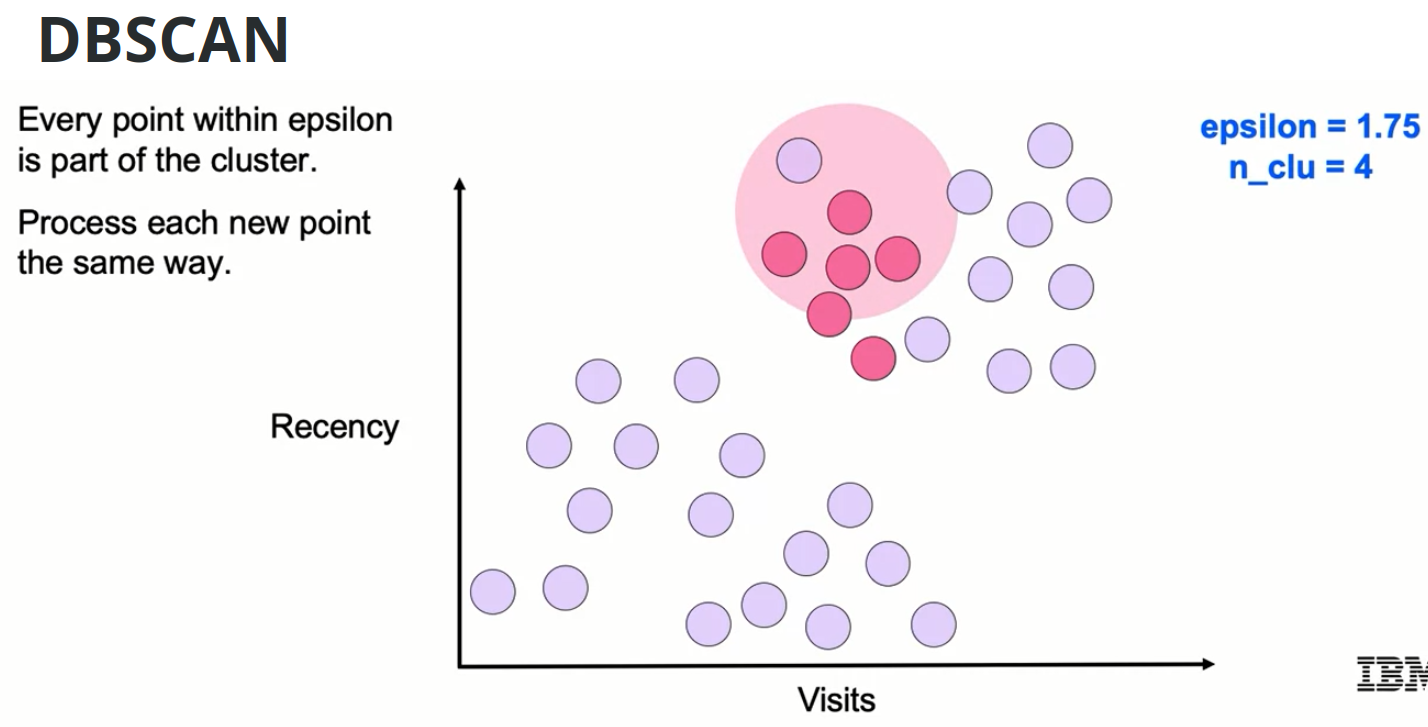 DBSCAN
Every point within epsilon
is part of the cluster.
Process each new point
the same way.
epsilon = 1.75
n_clu = 4
Recency
Visits
IBM